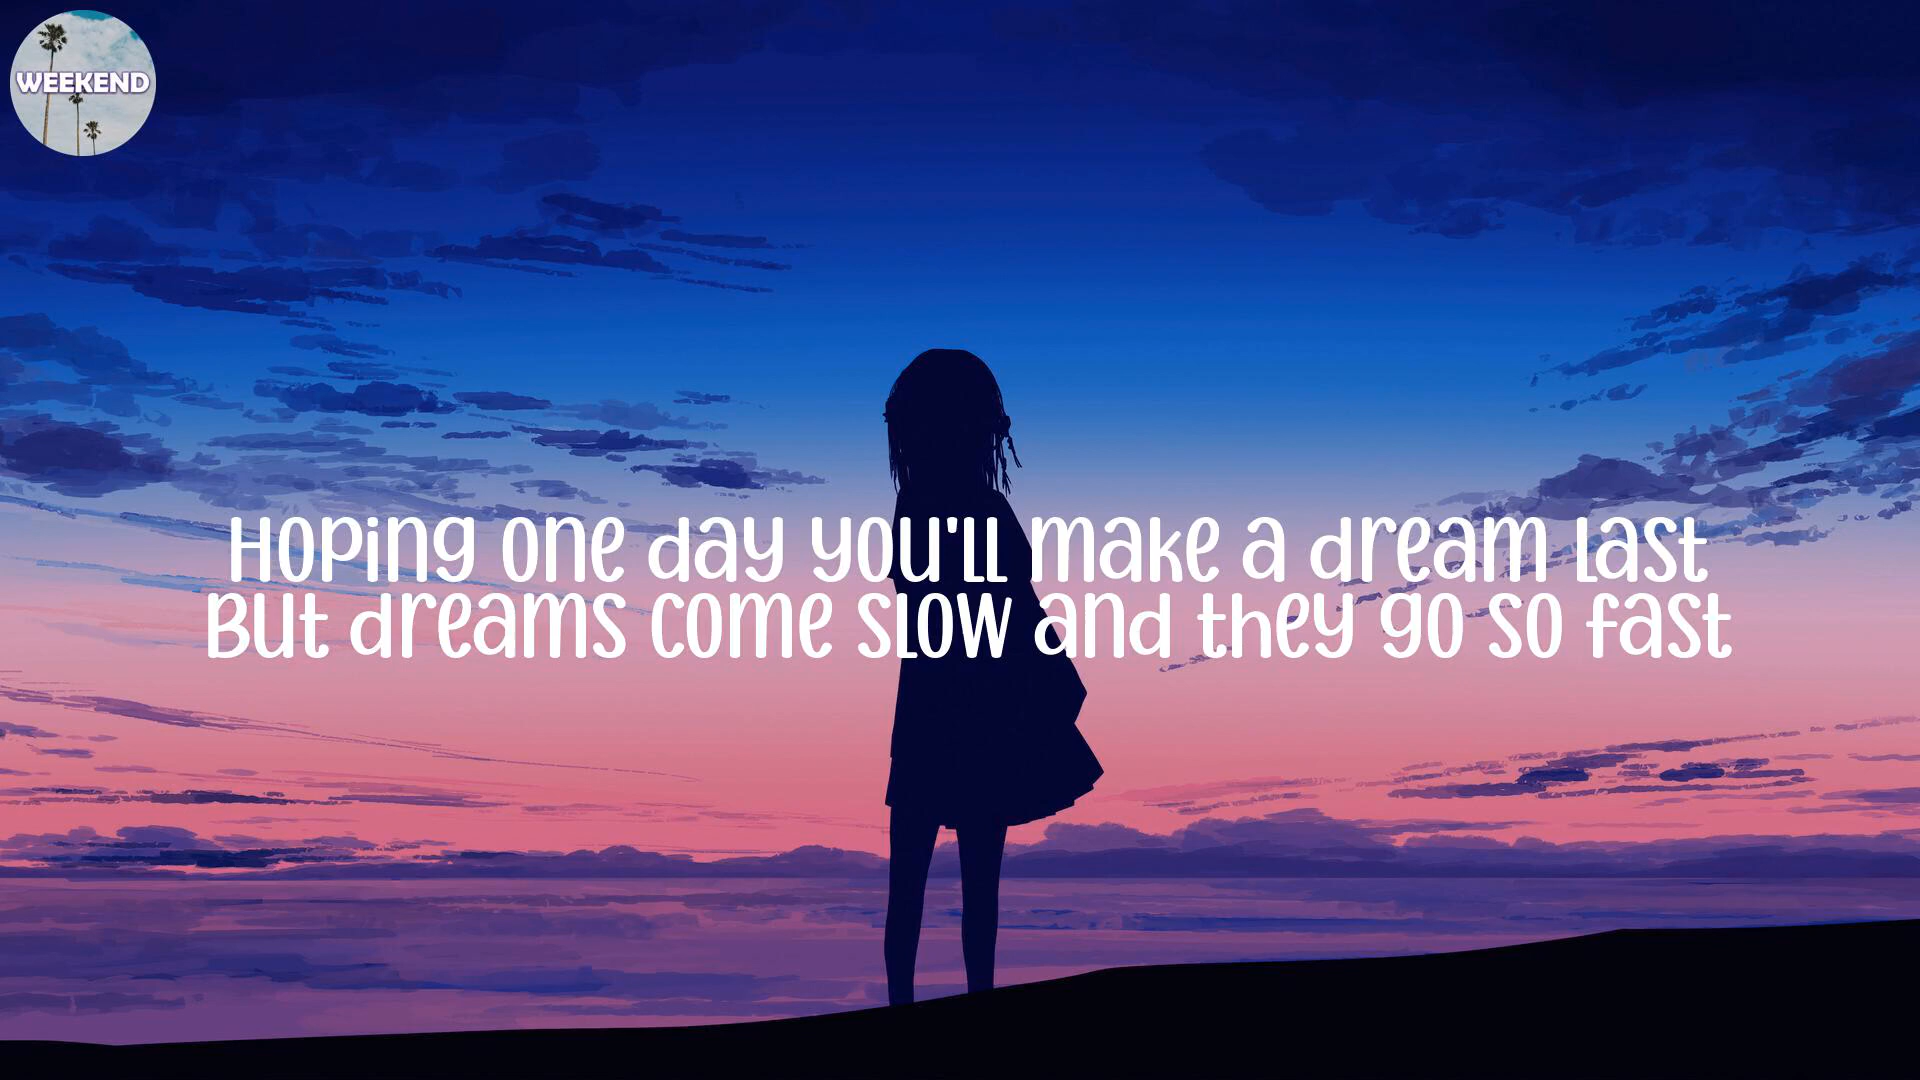 WEEKEND
Hoping one day you'll make a dream last
But dreams come slow and they go so fast